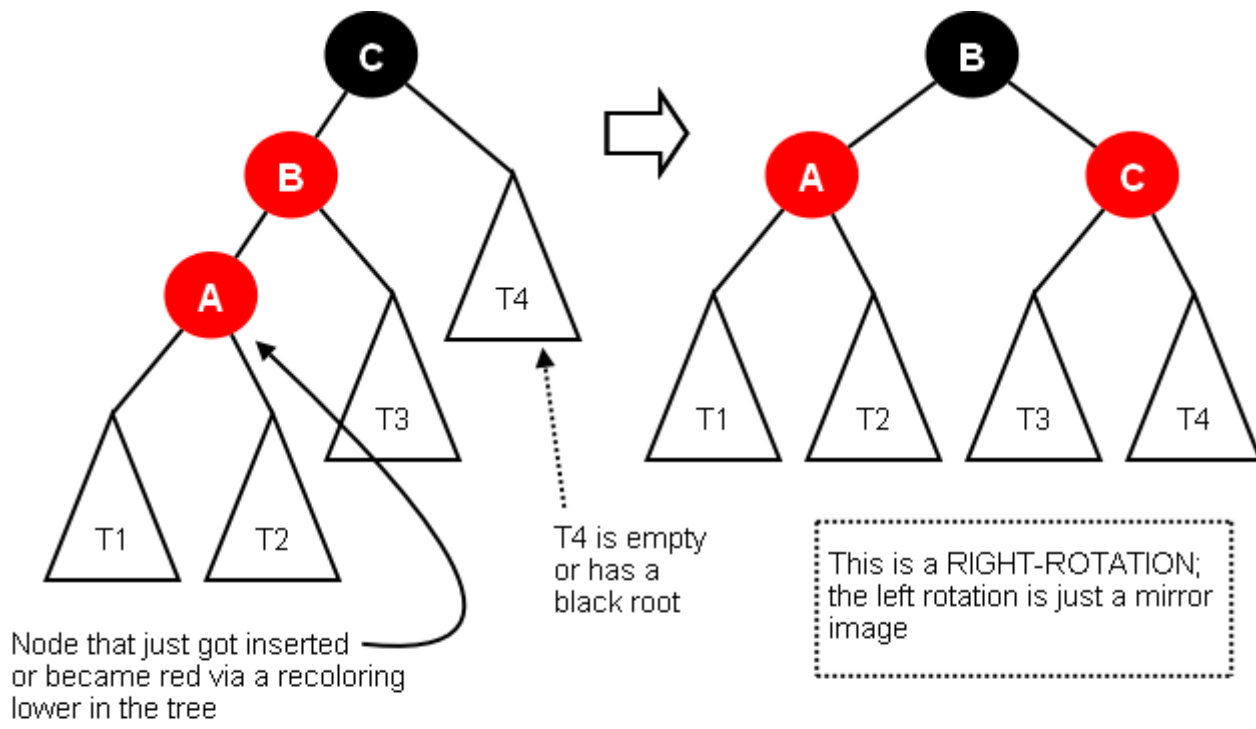 C
B
B
A
C
A
T4
T3
T1
T2
T3
T4
T1
T2
T4 is empty
or has a
black root
This is a RIGHT-ROTATION;
the left rotation is just a mirror
image
Node that just got inserted
or became red via a recoloring
lower in the tree